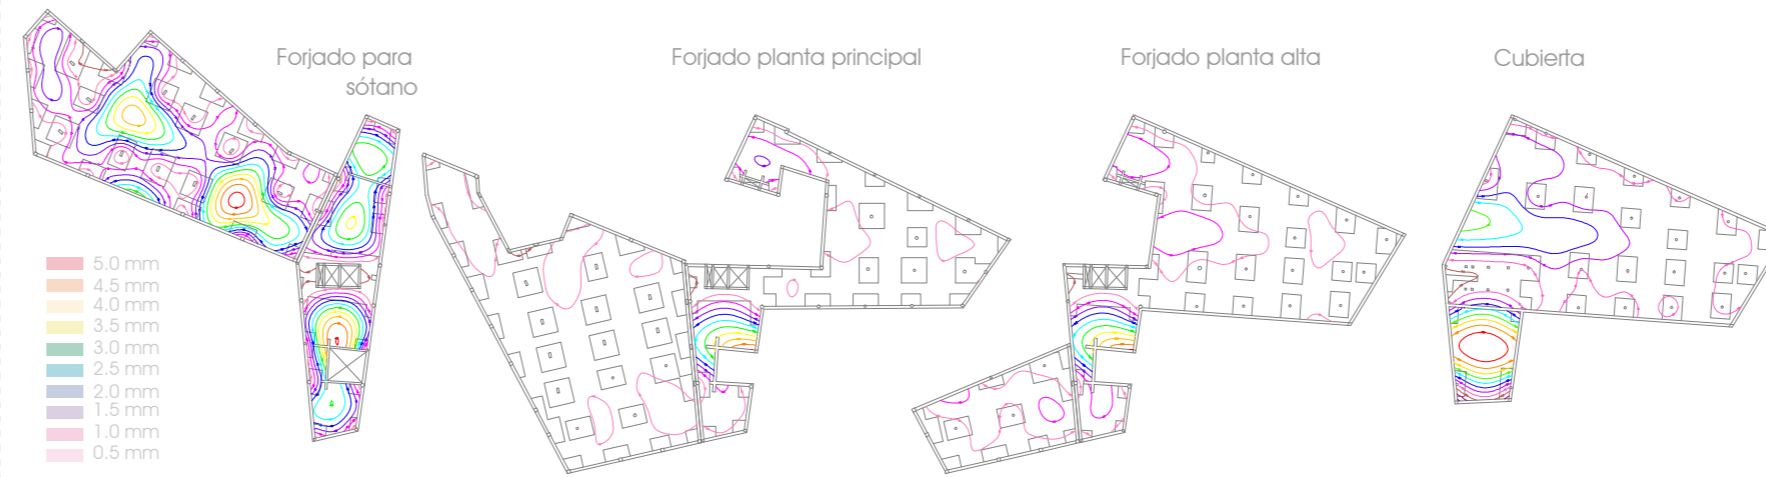 Forjado para
sótano
Forjado planta principal
Forjado planta alta
Cubierta
5.0 mm
4.5 mm
4.0 mm
3.5 mm
3.0 mm
2.5 mm
2.0 mm
1.5 mm
1.0 mm
0.5 mm